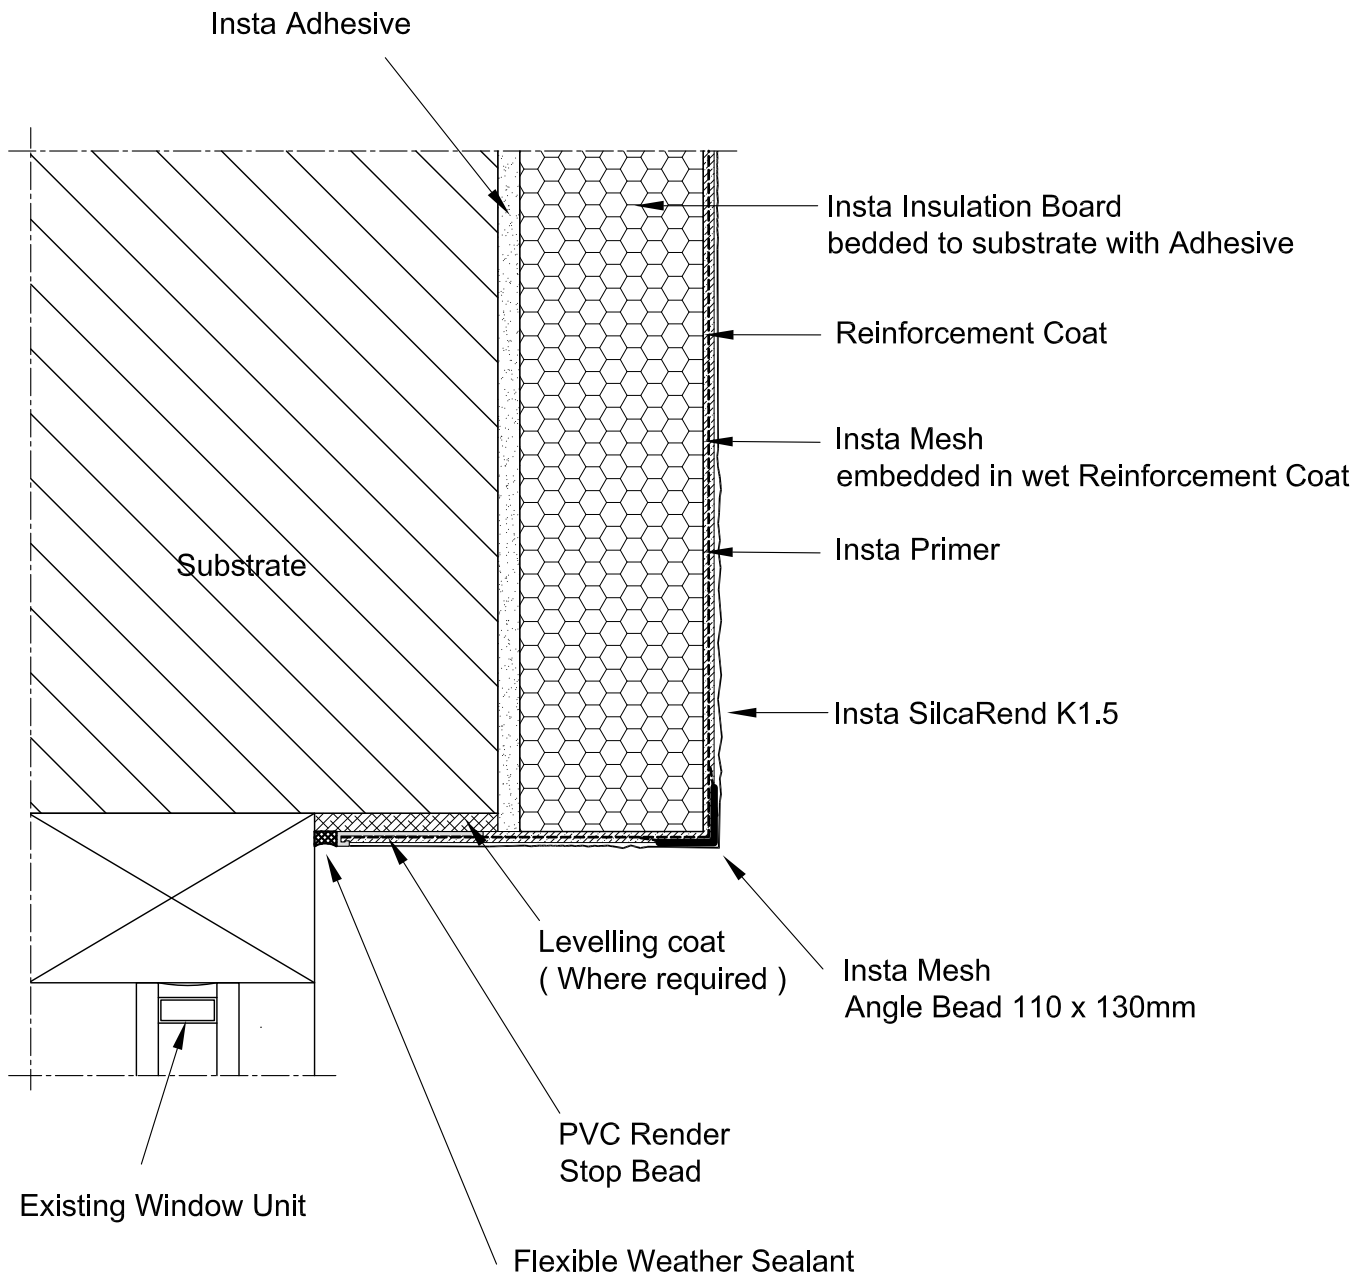 Insta Adhesive
Insta Insulation Board
bedded to substrate with Adhesive
Reinforcement Coat
Insta Mesh
embedded in wet Reinforcement Coat
Insta Primer
Substrate
Insta SilcaRend K1.5
Levelling coat
( Where required )
Insta Mesh
Angle Bead 110 x 130mm
PVC Render
Stop Bead
Existing Window Unit
Flexible Weather Sealant